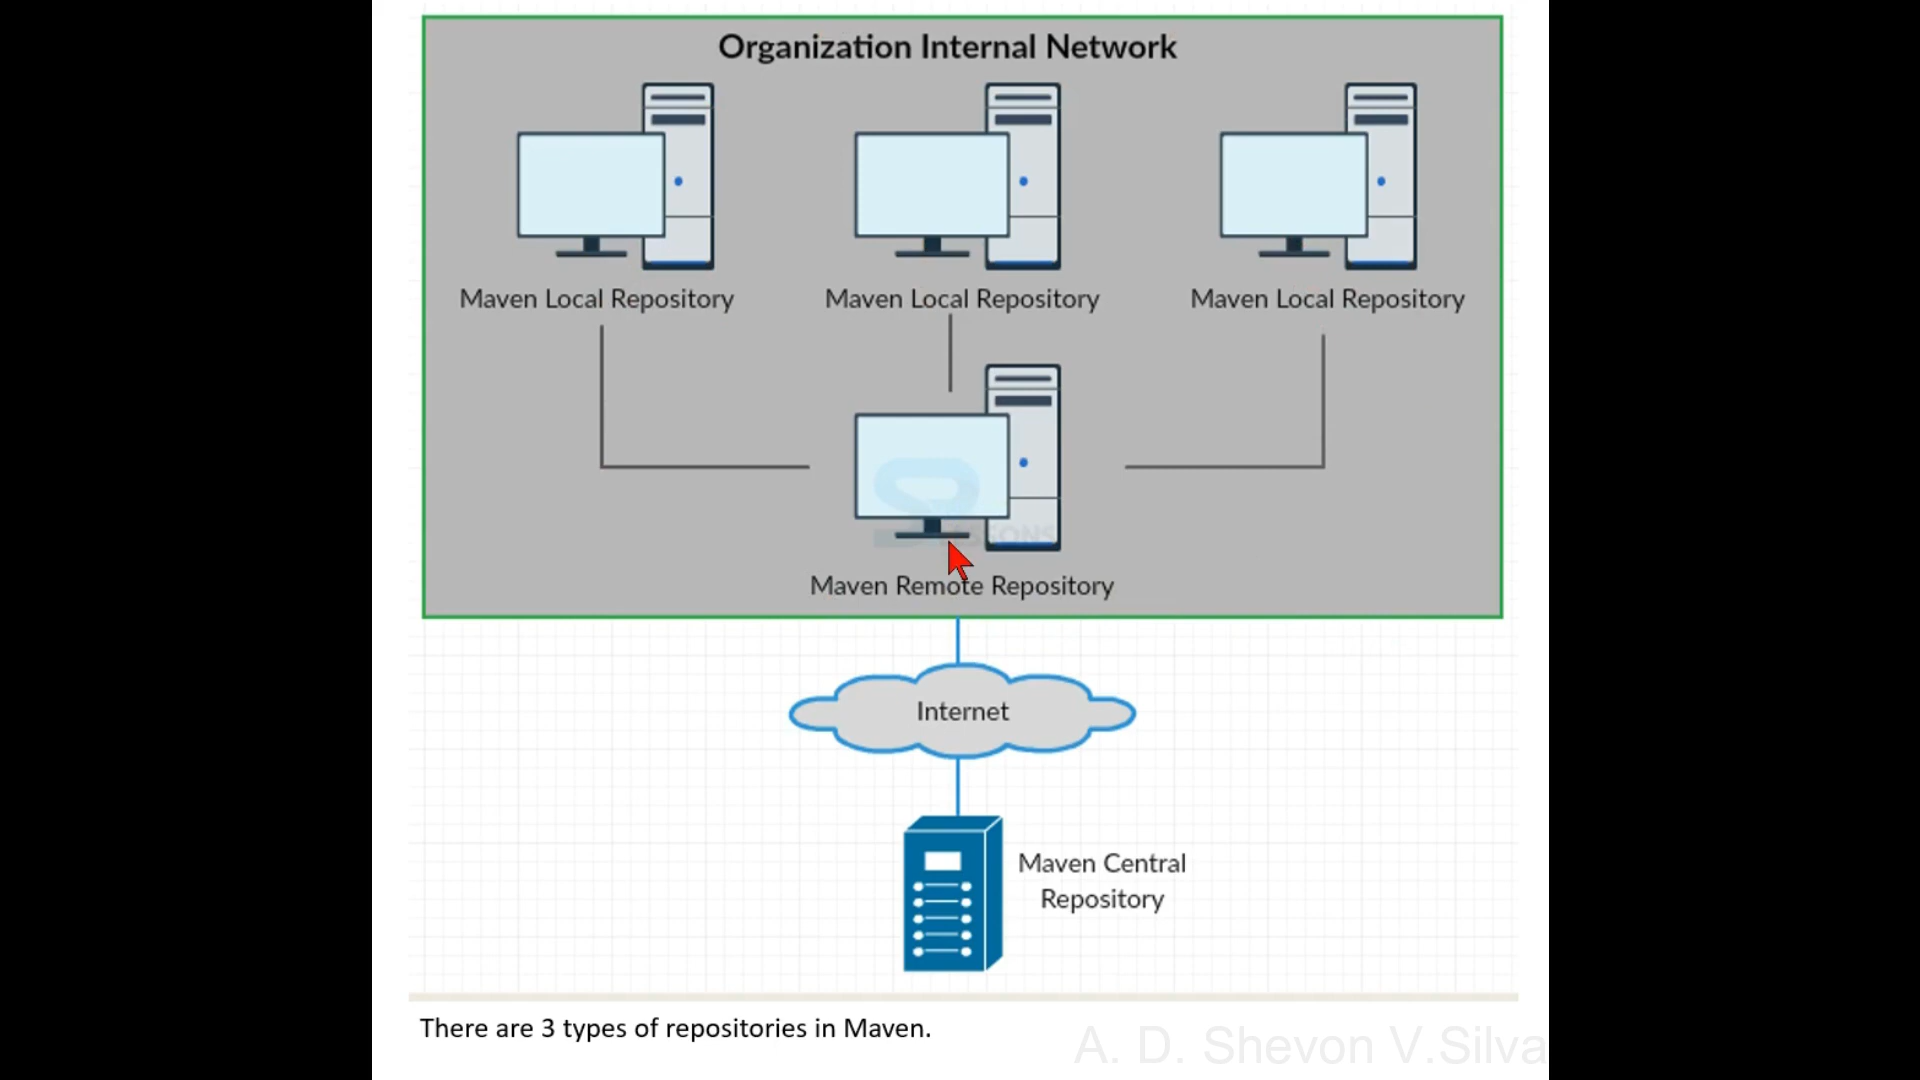 Organization Internal Network
Maven Local Repository
Maven Local Repository
Maven Local Repository
Maven Remote Repository
Internet
Maven Central
Repository
There are 3 types of repositories in Maven.
A. D. Shevon V.Silva